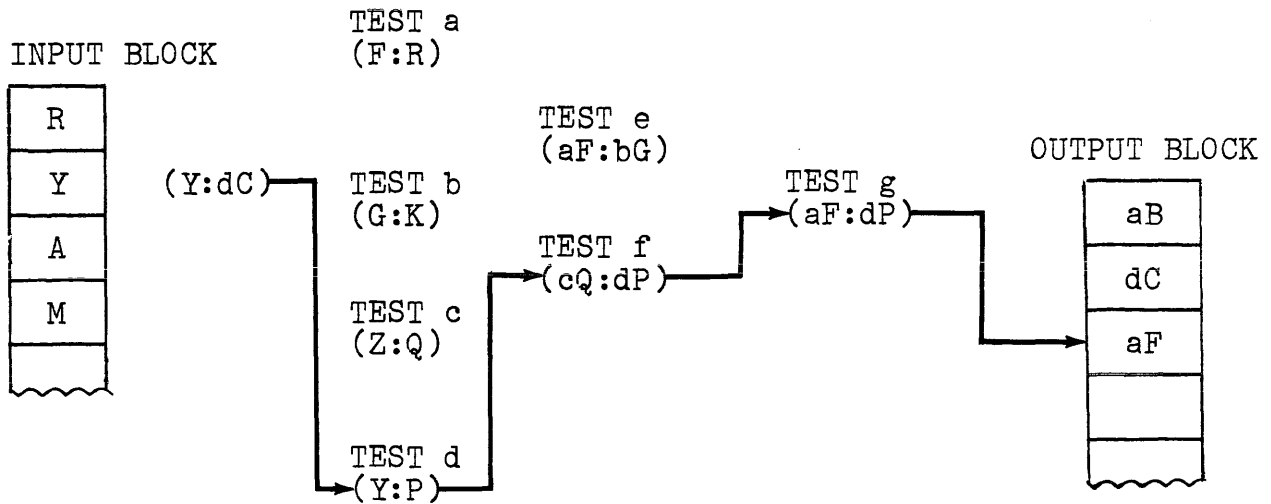 INPUT BLOCK
R
Y
A
M
(Y:dC)
TEST a
(F:R)
TEST b
(G:K)
TEST c
(Z:Q)
TEST d
(Y:P)
TEST e
(aF:bG)
TEST f
(cQ:dP)
TEST g
(aF:dP)
OUTPUT BLOCK
aB
dC
aF